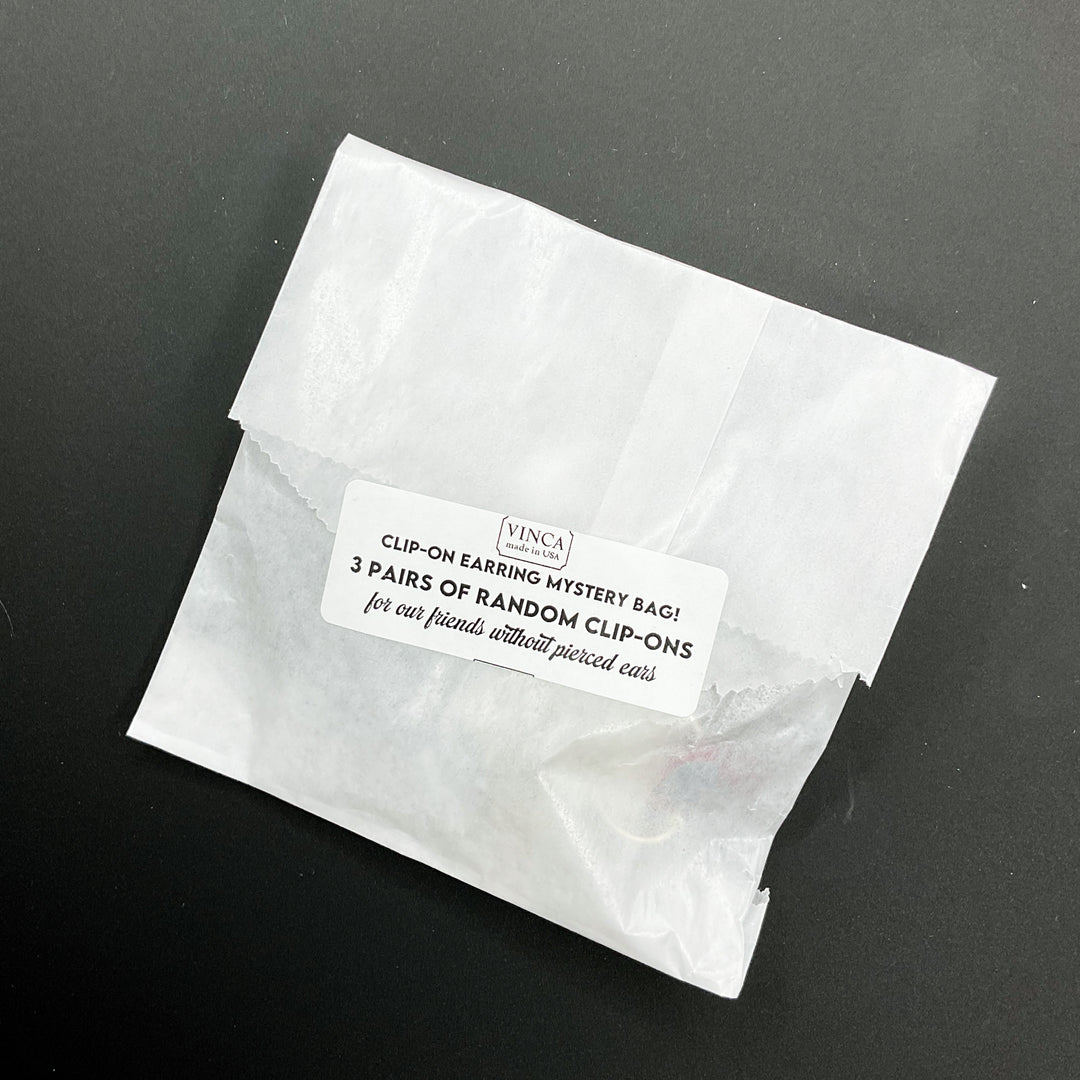 VINCA
made in USA
CLIP-ON EARRING MYSTERY BAG!
3 PAIRS OF RANDOM CLIP-ONS
for our friends without pierced ears